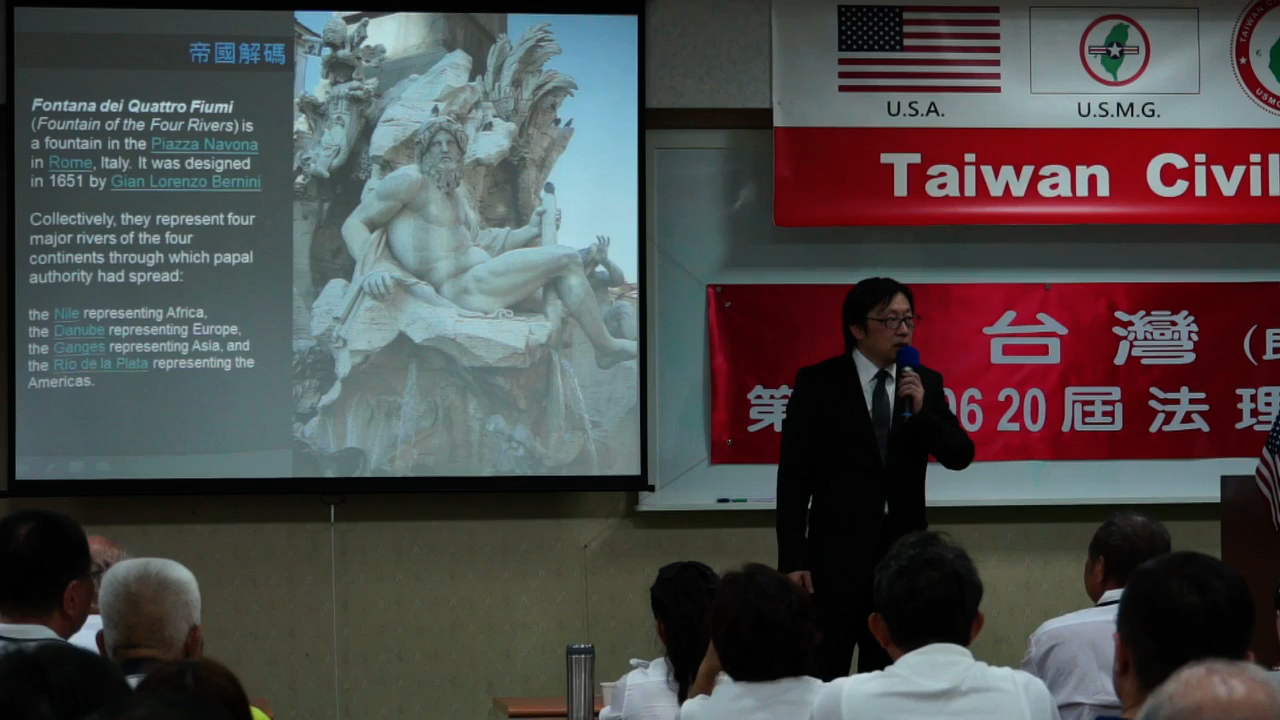 帝國解碼
Fontana dei Quattro Fiumi
(Fountain of the Four Rivers) is
a fountain in the Piazza Navona
in Rome, Italy. It was designed
in 1651 by Gian Lorenzo Bernini
Collectively, they represent four
major rivers of the four
continents through which papal
authority had spread:
the Nile representing Africa,
the Danube representing Europe,
the Ganges representing Asia, and
the Río de la Plata representing the
Americas.
U.S.A.
U.S.M.G.
Taiwan Civil
台灣
第 06 20 屆 法 理